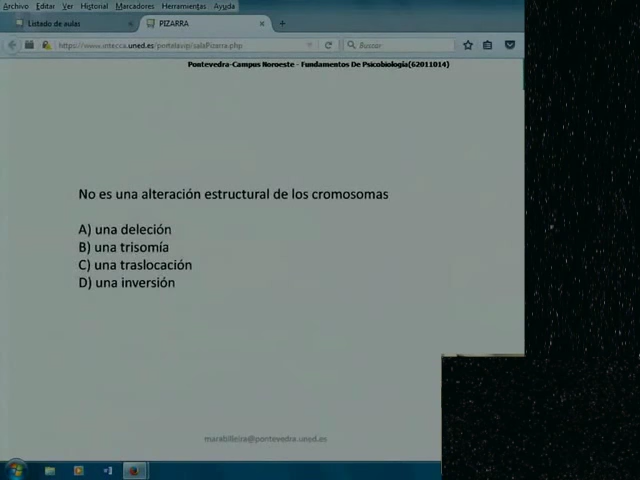 Archivo Editar Ver Historial Marcadores Herramientas Ayuda
Listado de aulas
PIZARRA
https://www.intecca.uned.es/portalavip/salaPizarra.php
Buscar
Pontevedra-Campus Noroeste - Fundamentos De Psicobiología(62011014)
No es una alteración estructural de los cromosomas
A) una deleción
B) una trisomía
C) una traslocación
D) una inversión
marabilleira@pontevedra.uned.es